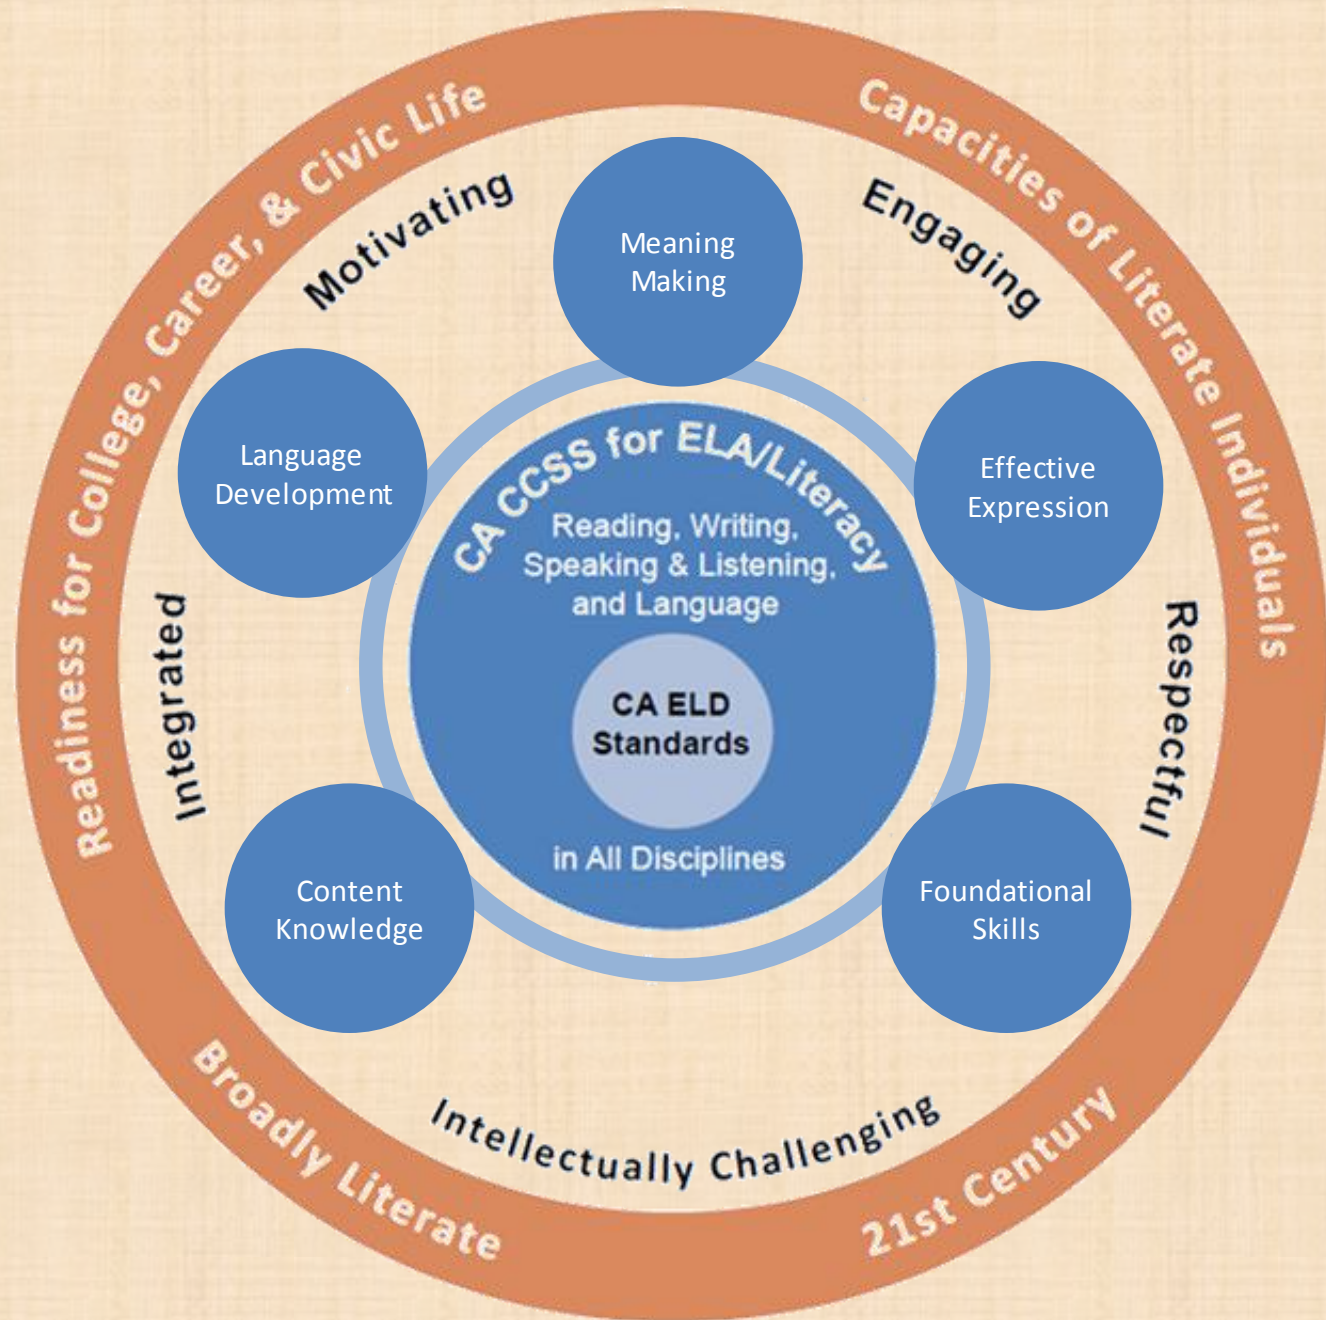 Readiness for College, Career, & Civic Life
Capacities of Literate Individuals
Motivating
Engaging
Meaning
Making
Language
Development
Effective
Expression
CA CCSS for ELA/Literacy
Reading, Writing,
Speaking & Listening,
and Language
CA ELD
Standards
in All Disciplines
Integrated
Respectful
Content
Knowledge
Foundational
Skills
Intellectually Challenging
Broadly Literate
21st Century